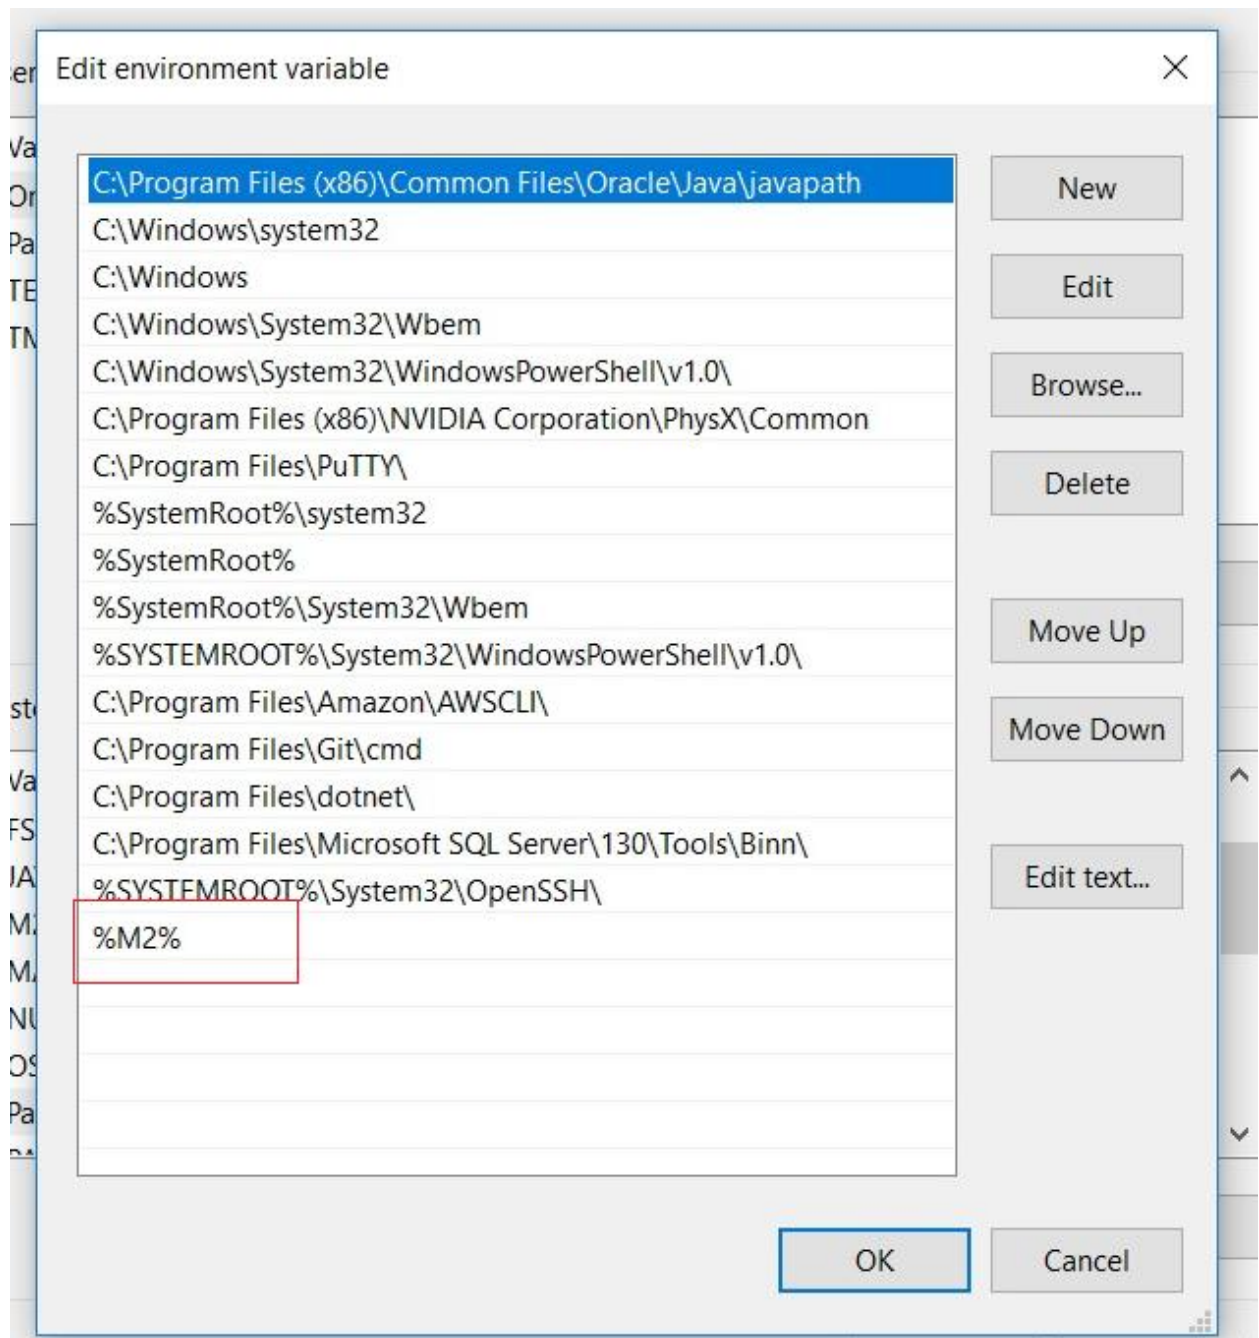 Edit environment variable
C:\Program Files (x86)\Common Files\Oracle\Java\javapath
C:\Windows\system32
C:\Windows
C:\Windows\System32\Wbem
C:\Windows\System32\WindowsPowerShell\v1.0\
C:\Program Files (x86)\NVIDIA Corporation\PhysX\Common
C:\Program Files\PuTTY\
%SystemRoot%\system32
%SystemRoot%
%SystemRoot%\System32\Wbem
%SYSTEMROOT%\System32\WindowsPowerShell\v1.0\
C:\Program Files\Amazon\AWSCLI\
C:\Program Files\Git\cmd
C:\Program Files\dotnet\
C:\Program Files\Microsoft SQL Server\130\Tools\Binn\
%SYSTEMROOT%\System32\OpenSSH\
%M2%
New
Edit
Browse...
Delete
Move Up
Move Down
Edit text...
OK
Cancel